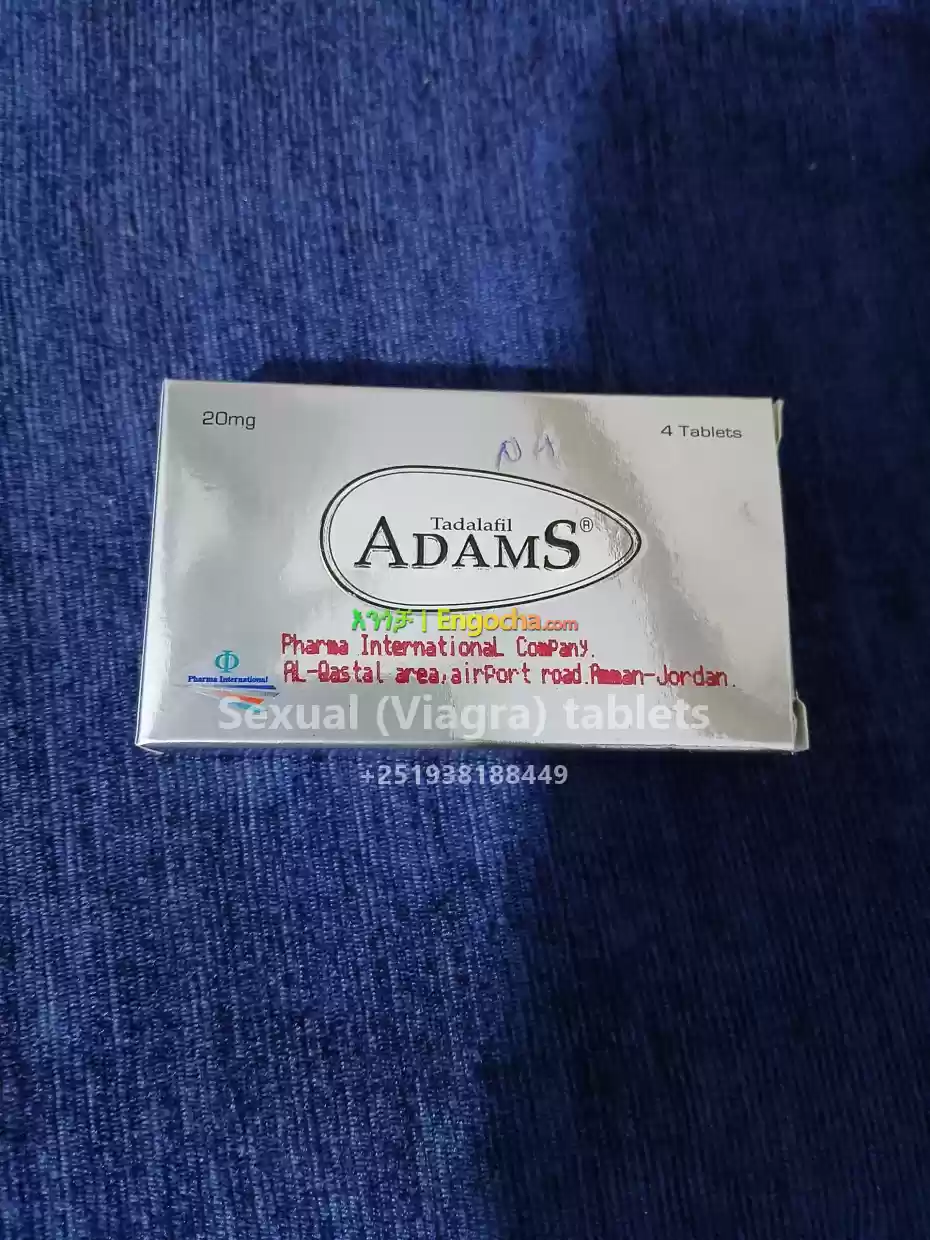 20mg
4 Tablets
NA
Tadalafil
ADAMS®
እንጎቻ | Engocha.com
Pharma International Company.
AL-Qastal area,airport road.Amman-Jordan.
Pharma International
Sexual (Viagra) tablets
+251938188449